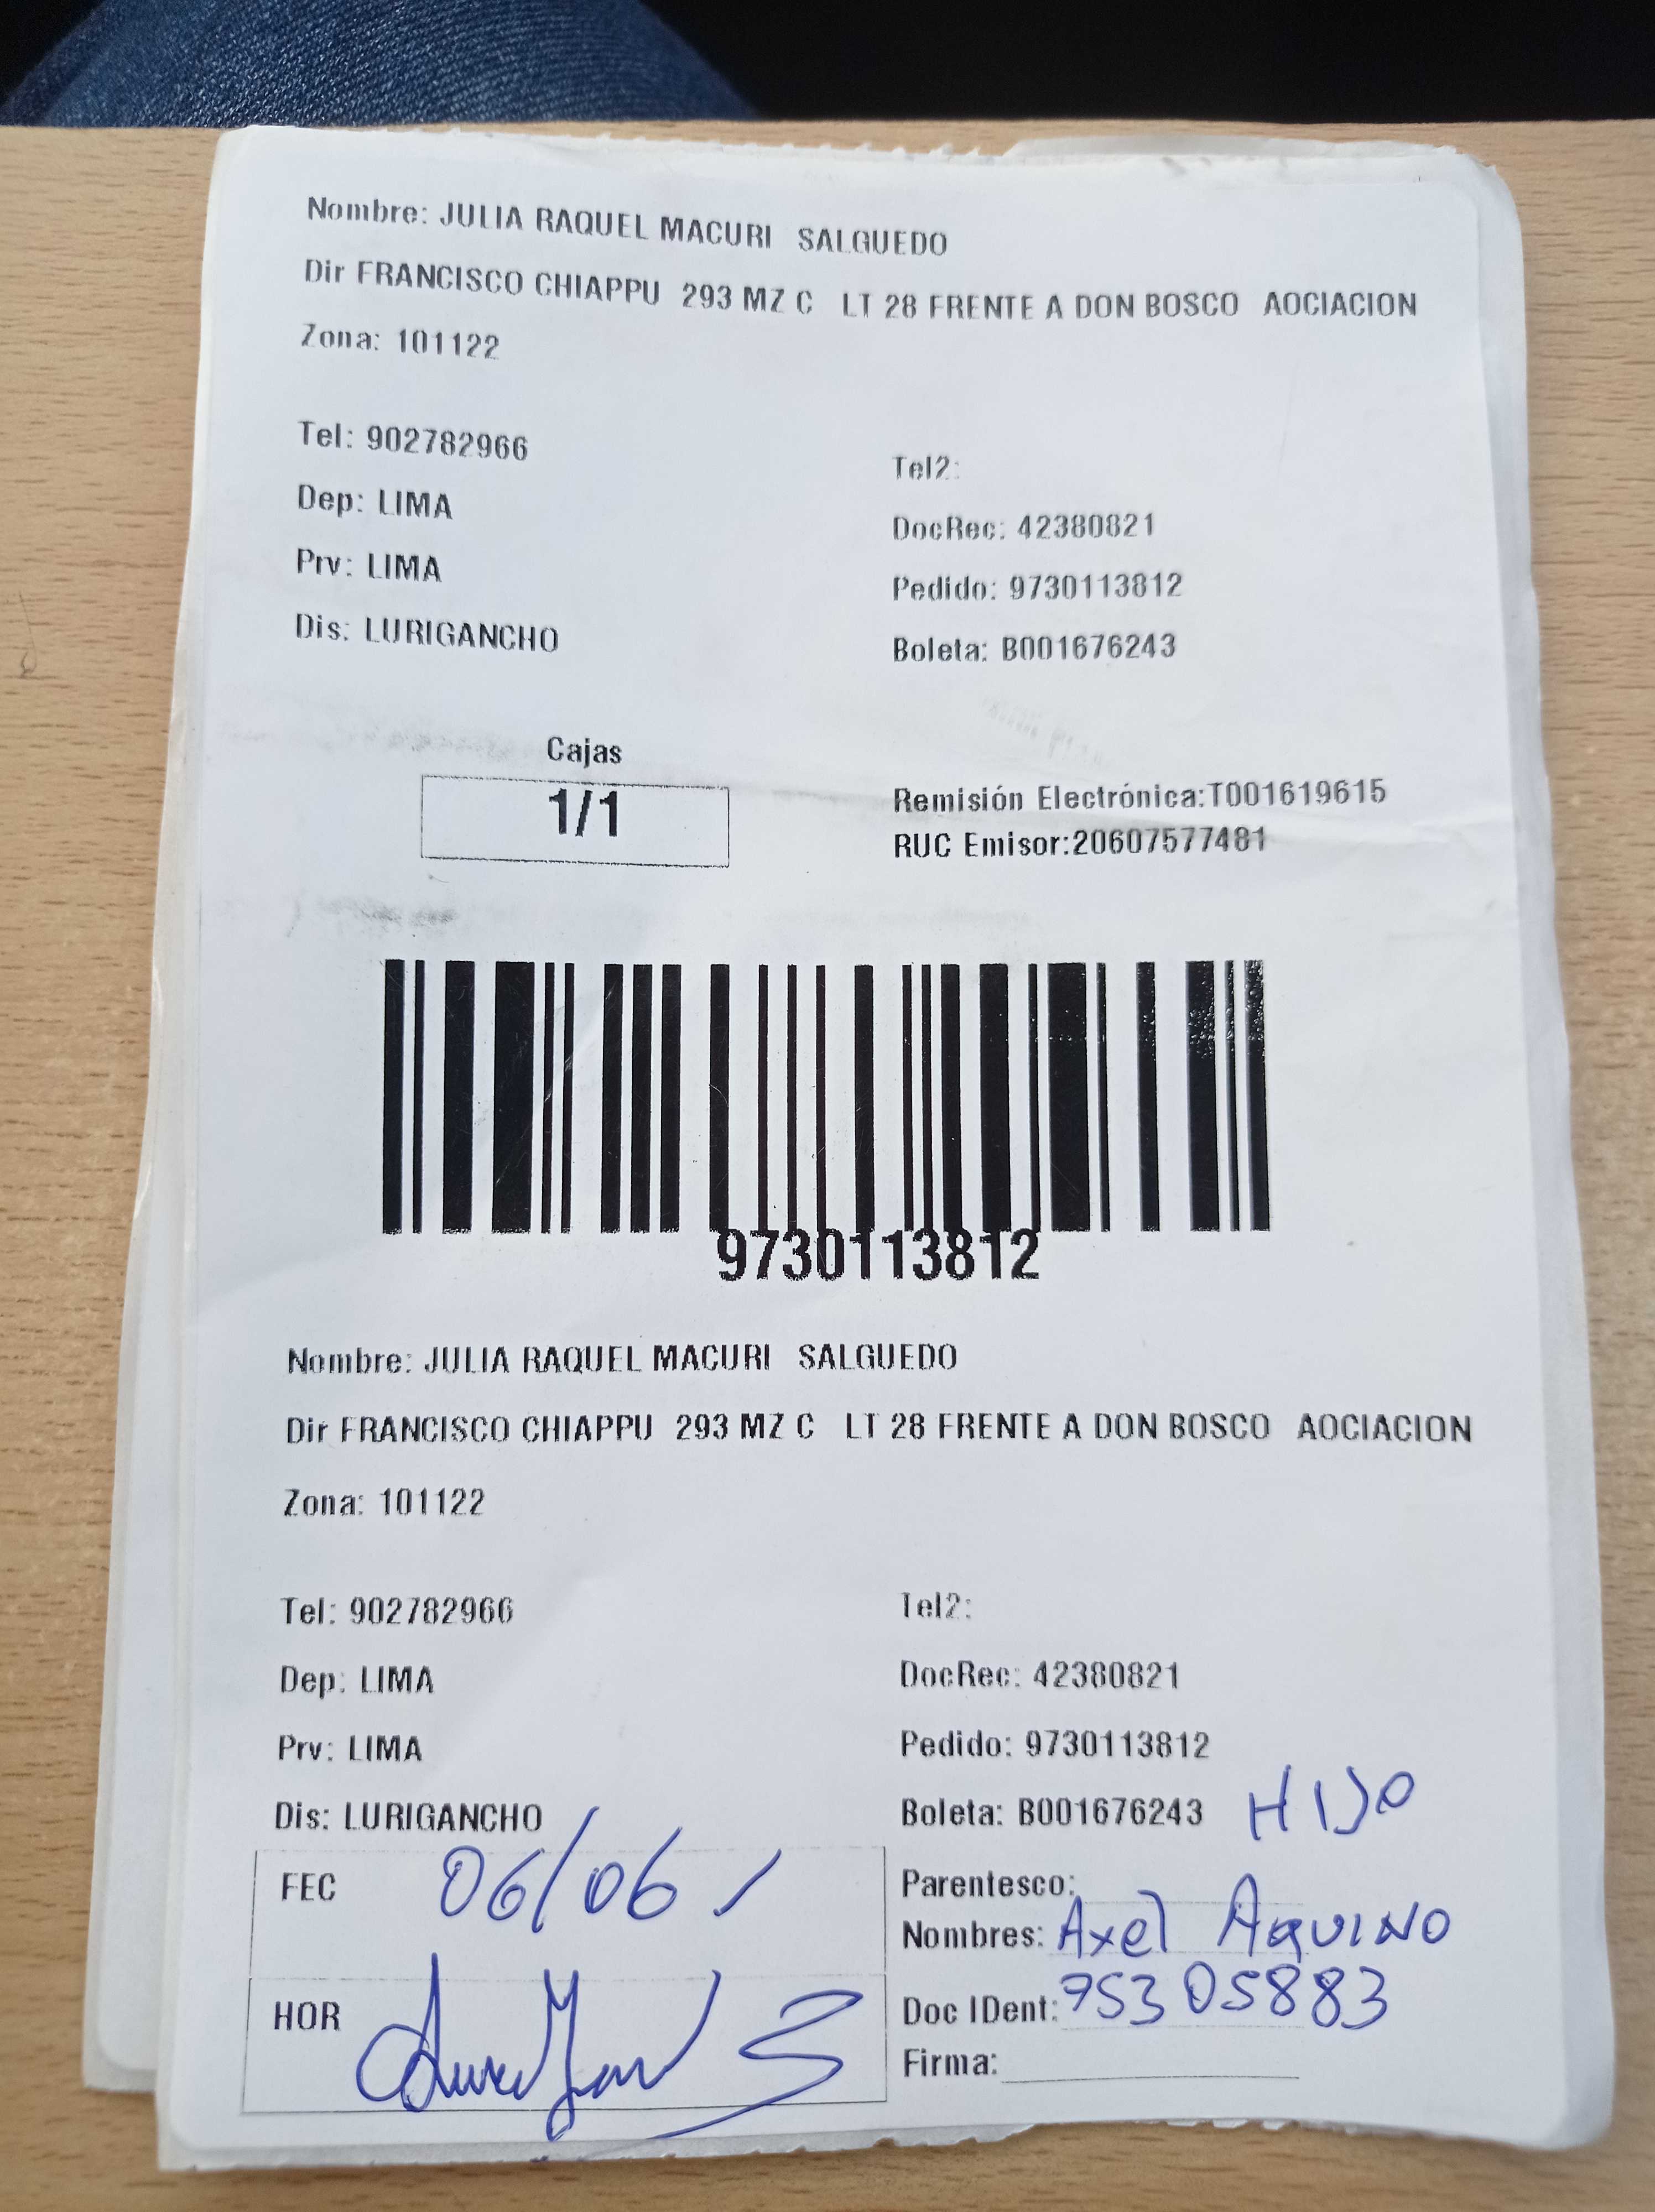 Nombre: JULIA RAQUEL MACURI SALGUEDO
Dir FRANCISCO CHIAPPU 293 MZ C LT 28 FRENTE A DON BOSCO AOCIACION
Zona: 101122
Tel: 902782966
Tel2:
Dep: LIMA
DocRec: 42380821
Prv: LIMA
Pedido: 9730113812
Dis: LURIGANCHO
Boleta: B001676243
Cajas
1/1
Remisión Electrónica:T001619615
RUC Emisor:20607577481
9730113812
Nombre: JULIA RAQUEL MACURI SALGUEDO
Dir FRANCISCO CHIAPPU 293 MZ C LT 28 FRENTE A DON BOSCO AOCIACION
Zona: 101122
Tel: 902782966
Tel2:
Dep: LIMA
DocRec: 42380821
Prv: LIMA
Pedido: 9730113812
Dis: LURIGANCHO
Boleta: B001676243
HIJO
FEC 06/06/
Parentesco:
Nombres: Axel AQUINO
HOR
Doc IDent: 75305883
Firma: